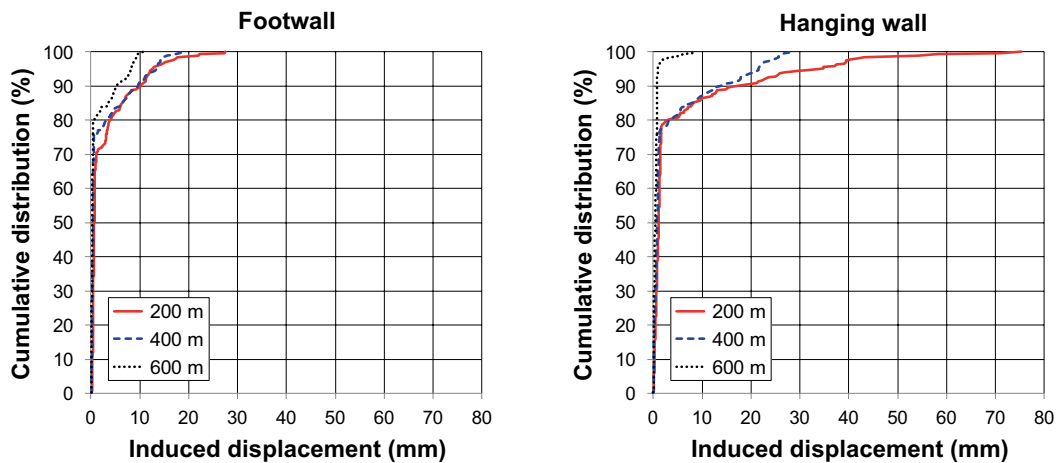 Footwall
Cumulative distribution (%)
100
90
80
70
60
50
40
30
20
10
0
200 m
400 m
600 m
0 10 20 30 40 50 60 70 80
Induced displacement (mm)
Hanging wall
Cumulative distribution (%)
100
90
80
70
60
50
40
30
20
10
0
200 m
400 m
600 m
0 10 20 30 40 50 60 70 80
Induced displacement (mm)